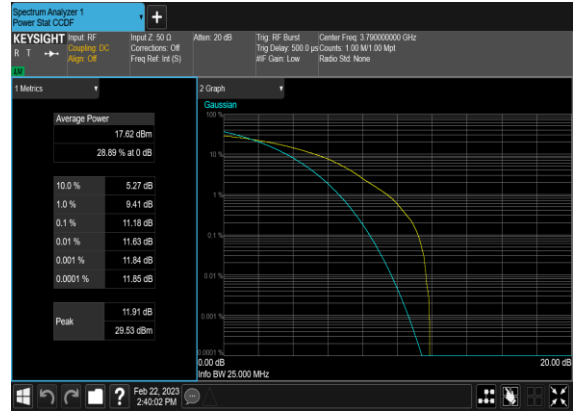 Spectrum Analyzer 1
Power Stat CCDF
KEYSIGHT
R T
LXI
Input: RF
Coupling: DC
Align: Off
Input Z: 50 Ω
Corrections: Off
Freq Ref: Int (S)
Atten: 20 dB
Trig: RF Burst
Trig Delay: 500.0 µs
#IF Gain: Low
Center Freq: 3.790000000 GHz
Counts: 1.00 M/1.00 Mpt
Radio Std: None
1 Metrics
Average Power
17.62 dBm
28.89 % at 0 dB
10.0 % 5.27 dB
1.0 % 9.41 dB
0.1 % 11.18 dB
0.01 % 11.63 dB
0.001 % 11.84 dB
0.0001 % 11.85 dB
Peak 11.91 dB
29.53 dBm
2 Graph
Gaussian
100 %
10 %
1 %
0.1 %
0.01 %
0.001 %
0.0001 %
0.00 dB 20.00 dB
Info BW 25.000 MHz
? Feb 22, 2023
2:40:02 PM